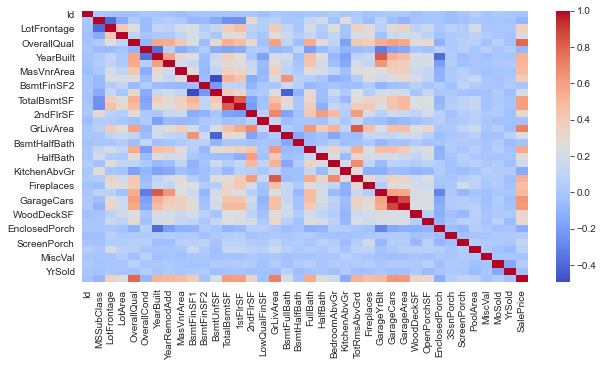 Id
LotFrontage
OverallQual
YearBuilt
MasVnrArea
BsmtFinSF2
TotalBsmtSF
2ndFlrSF
GrLivArea
BsmtHalfBath
HalfBath
KitchenAbvGr
Fireplaces
GarageCars
WoodDeckSF
EnclosedPorch
ScreenPorch
MiscVal
YrSold
Id
MSSubClass
LotFrontage
LotArea
OverallQual
OverallCond
YearBuilt
YearRemodAdd
MasVnrArea
BsmtFinSF1
BsmtFinSF2
BsmtUnfSF
TotalBsmtSF
1stFlrSF
2ndFlrSF
LowQualFinSF
GrLivArea
BsmtFullBath
BsmtHalfBath
FullBath
HalfBath
BedroomAbvGr
KitchenAbvGr
TotRmsAbvGrd
Fireplaces
GarageYrBlt
GarageCars
GarageArea
WoodDeckSF
OpenPorchSF
EnclosedPorch
3SsnPorch
ScreenPorch
PoolArea
MiscVal
MoSold
YrSold
SalePrice
1.0
0.8
0.6
0.4
0.2
0.0
−0.2
−0.4